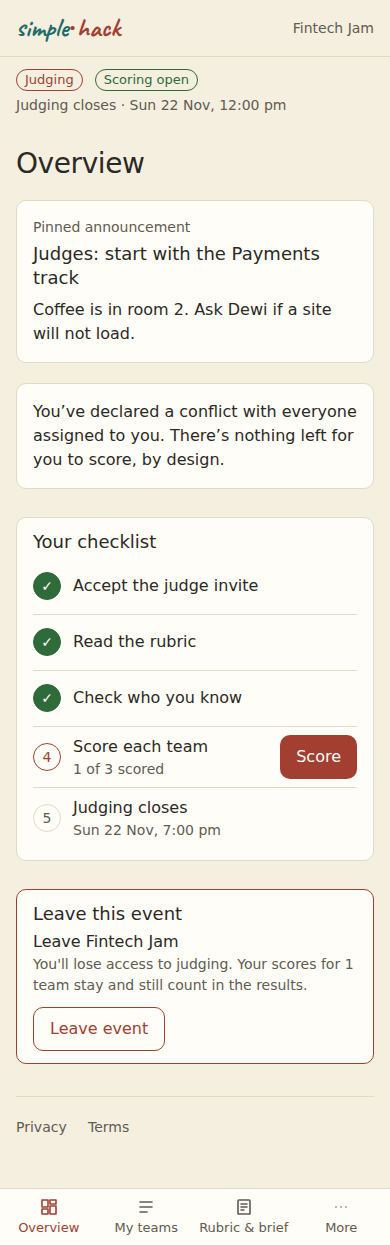 simple·hack
Fintech Jam
Judging
Scoring open
Judging closes · Sun 22 Nov, 12:00 pm
Overview
Pinned announcement
Judges: start with the Payments
track
Coffee is in room 2. Ask Dewi if a site
will not load.
You’ve declared a conflict with everyone
assigned to you. There’s nothing left for
you to score, by design.
Your checklist
✓ Accept the judge invite
✓ Read the rubric
✓ Check who you know
4 Score each team
1 of 3 scored
Score
5 Judging closes
Sun 22 Nov, 7:00 pm
Leave this event
Leave Fintech Jam
You'll lose access to judging. Your scores for 1
team stay and still count in the results.
Leave event
Privacy Terms
Overview My teams Rubric & brief More